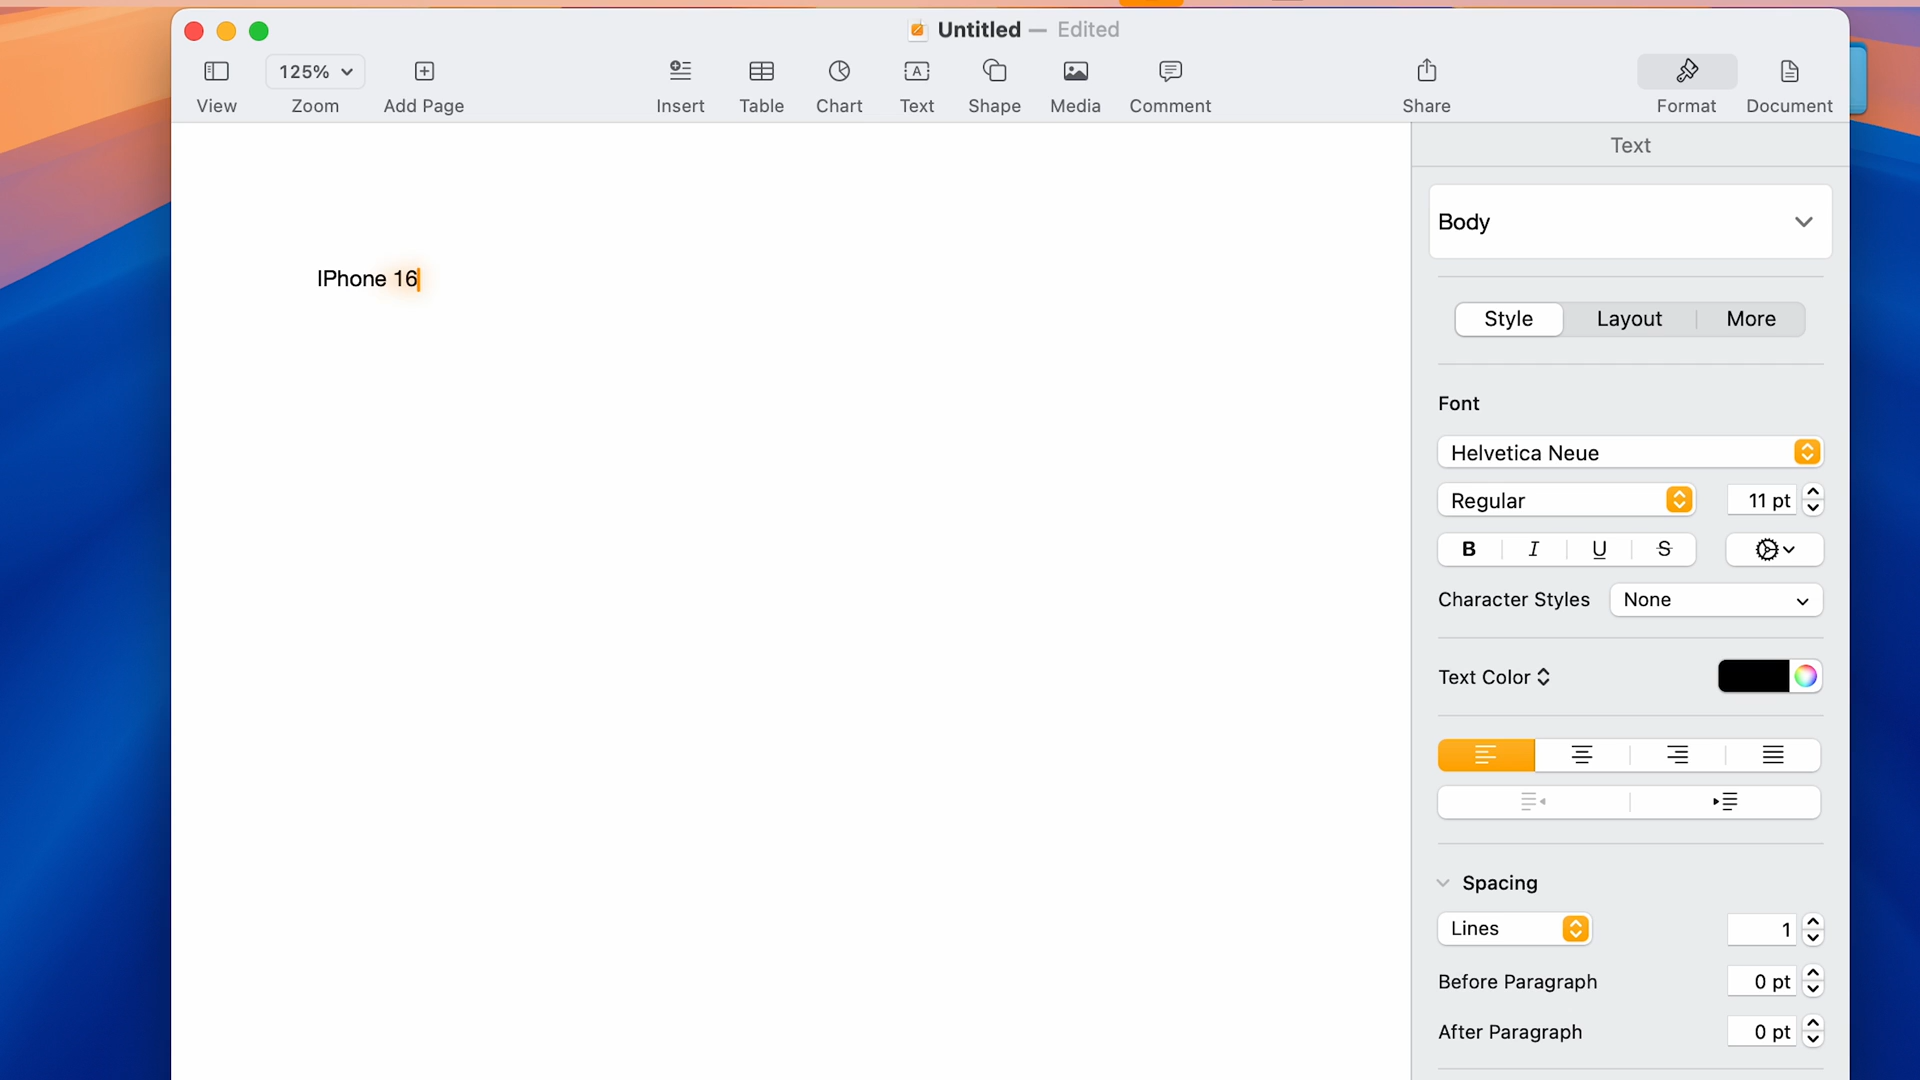 Untitled — Edited
125%
View Zoom Add Page Insert Table Chart Text Shape Media Comment Share Format Document
Text
Body
IPhone 16
Style Layout More
Font
Helvetica Neue
Regular 11 pt
B I U S
Character Styles None
Text Color
Spacing
Lines 1
Before Paragraph 0 pt
After Paragraph 0 pt